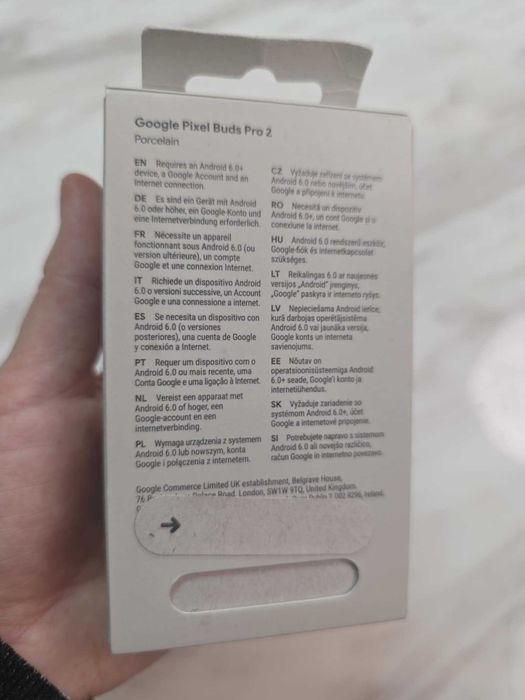 Google Pixel Buds Pro 2
Porcelain
EN Requires an Android 6.0+
device, a Google Account and an
Internet connection.
DE Es sind ein Gerät mit Android
6.0 oder höher, ein Google-Konto und
eine Internetverbindung erforderlich.
FR Nécessite un appareil
fonctionnant sous Android 6.0 (ou
version ultérieure), un compte
Google et une connexion Internet.
IT Richiede un dispositivo Android
6.0 o versioni successive, un Account
Google e una connessione a internet.
ES Se necesita un dispositivo con
Android 6.0 (o versiones
posteriores), una cuenta de Google
y conexión a Internet.
PT Requer um dispositivo com o
Android 6.0 ou mais recente, uma
Conta Google e uma ligação à Internet.
NL Vereist een apparaat met
Android 6.0 of hoger, een
Google-account en een
internetverbinding.
PL Wymaga urządzenia z systemem
Android 6.0 lub nowszym, konta
Google i połączenia z internetem.
CZ Vyžaduje zařízení se systémem
Android 6.0 nebo novějším, účet
Google a připojení k internetu.
RO Necesită un dispozitiv
Android 6.0+, un cont Google și o
conexiune la internet.
HU Android 6.0 rendszerű eszköz,
Google-fiók és internetkapcsolat
szükséges.
LT Reikalingas 6.0 ar naujesnės
versijos „Android“ įrenginys,
„Google“ paskyra ir interneto ryšys.
LV Nepieciešama Android ierīce,
kurā darbojas operētājsistēma
Android 6.0 vai jaunāka versija,
Google konts un interneta
savienojums.
EE Nõutav on
operatsioonisüsteemiga Android
6.0+ seade, Google'i konto ja
internetiühendus.
SK Vyžaduje zariadenie so
systémom Android 6.0+, účet
Google a internetové pripojenie.
SI Potrebujete napravo s sistemom
Android 6.0 ali novejšo različico,
račun Google in internetno povezavo.
Google Commerce Limited UK establishment, Belgrave House,
76 Road, London, SW1W 9TQ, United Kingdom.